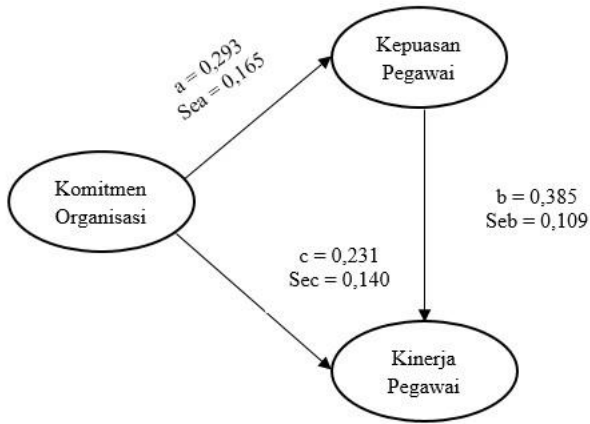 a = 0,293
Sea = 0,165
Kepuasan
Pegawai
Komitmen
Organisasi
b = 0,385
Seb = 0,109
c = 0,231
Sec = 0,140
Kinerja
Pegawai